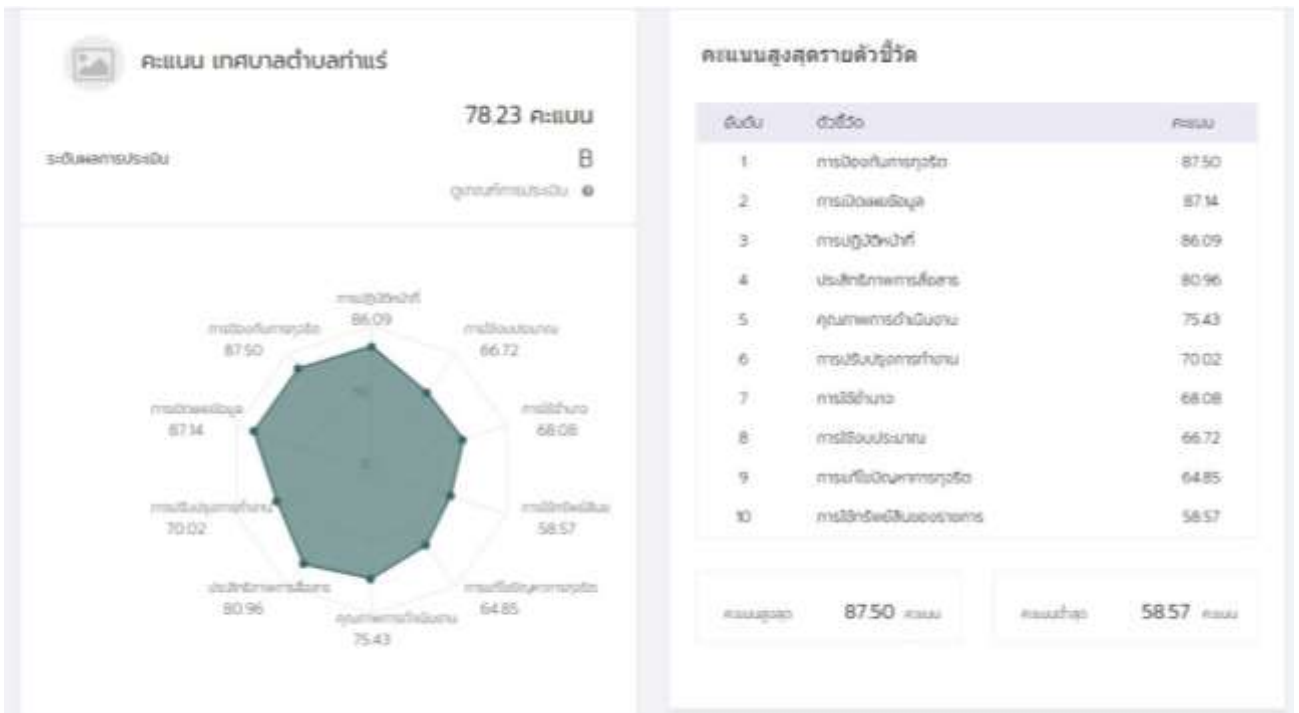 คะแนน เทศบาลตำบลท่าแร่
78.23 คะแนน
ระดับผลการประเมิน
B
ดูเกณฑ์การประเมิน
การปฏิบัติหน้าที่
86.09
การป้องกันการทุจริต
87.50
การใช้งบประมาณ
66.72
การเปิดเผยข้อมูล
87.14
การใช้อำนาจ
68.08
การปรับปรุงการทำงาน
70.02
การใช้ทรัพย์สิน
58.57
ประสิทธิภาพการสื่อสาร
80.96
การแก้ไขปัญหาการทุจริต
64.85
คุณภาพการดำเนินงาน
75.43
คะแนนสูงสุดรายตัวชี้วัด
อันดับ ตัวชี้วัด คะแนน
1 การป้องกันการทุจริต 87.50
2 การเปิดเผยข้อมูล 87.14
3 การปฏิบัติหน้าที่ 86.09
4 ประสิทธิภาพการสื่อสาร 80.96
5 คุณภาพการดำเนินงาน 75.43
6 การปรับปรุงการทำงาน 70.02
7 การใช้อำนาจ 68.08
8 การใช้งบประมาณ 66.72
9 การแก้ไขปัญหาการทุจริต 64.85
10 การใช้ทรัพย์สินของราชการ 58.57
คะแนนสูงสุด 87.50 คะแนน
คะแนนต่ำสุด 58.57 คะแนน